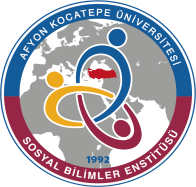 AFYON KOCATEPE ÜNİVERSİTESİ
1992
SOSYAL BİLİMLER ENSTİTÜSÜ